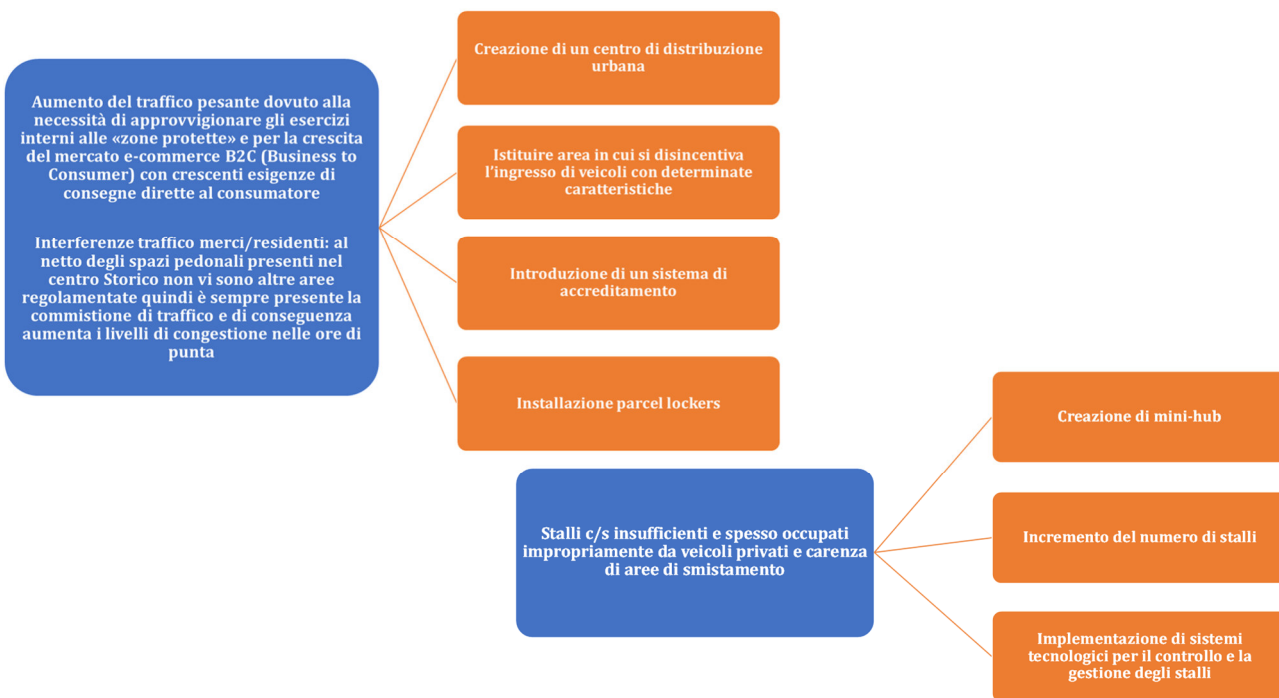 Aumento del traffico pesante dovuto alla
necessità di approvvigionare gli esercizi
interni alle «zone protette» e per la crescita
del mercato e-commerce B2C (Business to
Consumer) con crescenti esigenze di
consegne dirette al consumatore
Interferenze traffico merci/residenti: al
netto degli spazi pedonali presenti nel
centro Storico non vi sono altre aree
regolamentate quindi è sempre presente la
commistione di traffico e di conseguenza
aumenta i livelli di congestione nelle ore di
punta
Creazione di un centro di distribuzione
urbana
Istituire area in cui si disincentiva
l'ingresso di veicoli con determinate
caratteristiche
Introduzione di un sistema di
accreditamento
Installazione parcel lockers
Stalli c/s insufficienti e spesso occupati
impropriamente da veicoli privati e carenza
di aree di smistamento
Creazione di mini-hub
Incremento del numero di stalli
Implementazione di sistemi
tecnologici per il controllo e la
gestione degli stalli